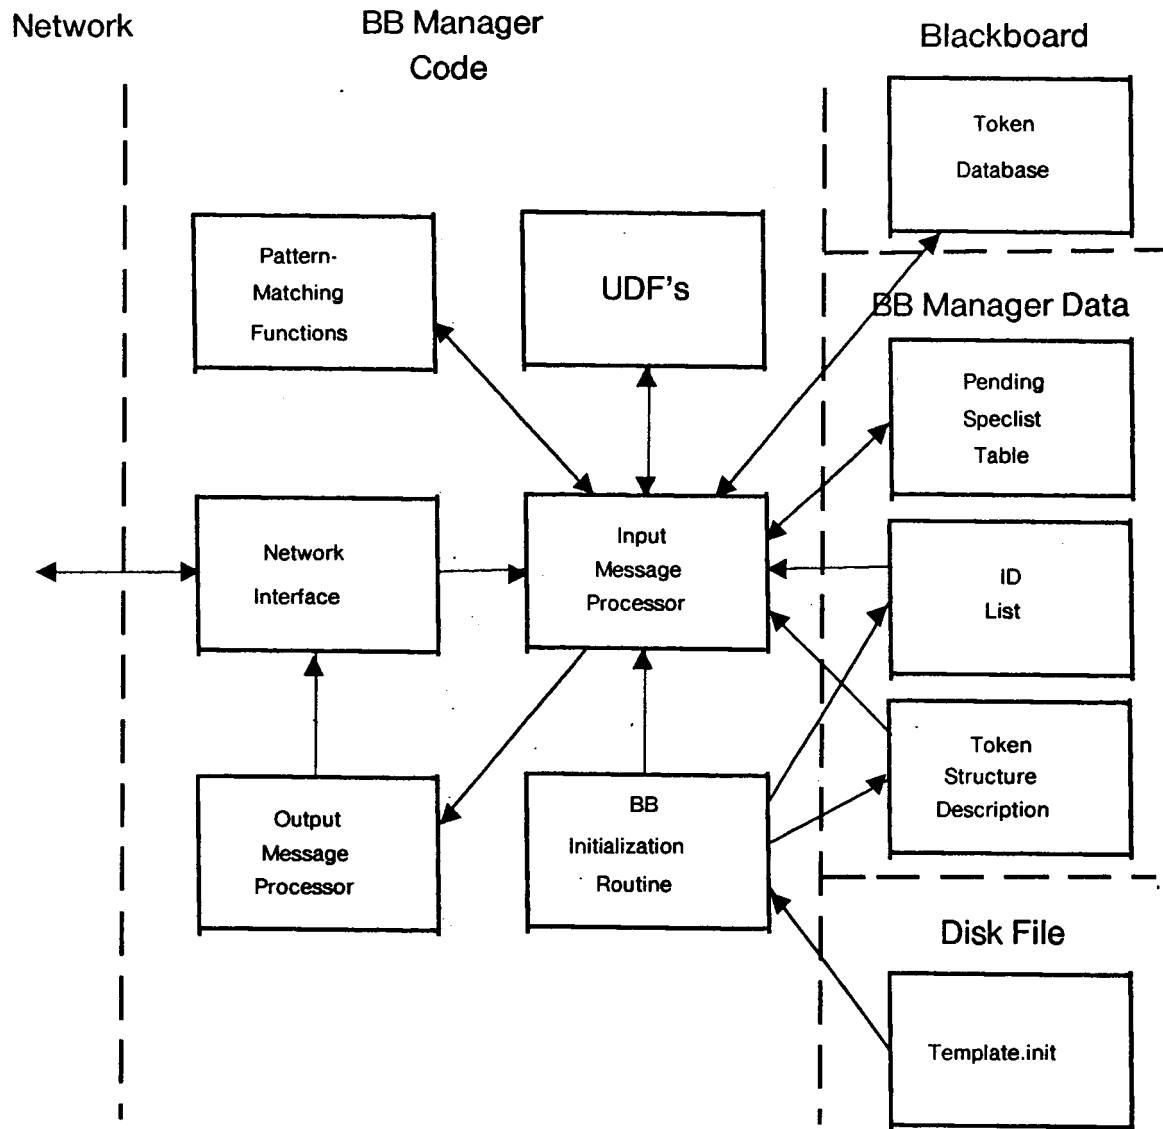 Network
BB Manager
Code
Blackboard
Token
Database
Pattern-
Matching
Functions
UDF's
BB Manager Data
Pending
Speclist
Table
Network
Interface
Input
Message
Processor
ID
List
Output
Message
Processor
BB
Initialization
Routine
Token
Structure
Description
Disk File
Template.init